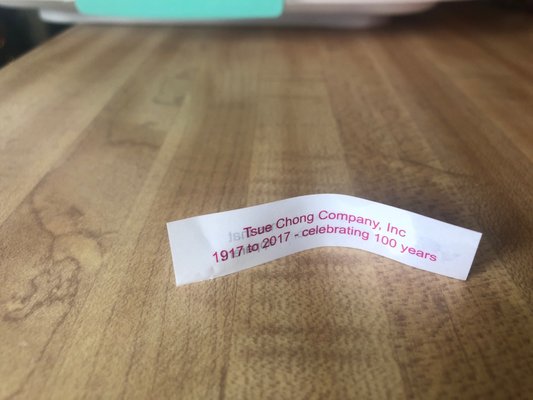 Tsue Chong Company, Inc
1917 to 2017 - celebrating 100 years